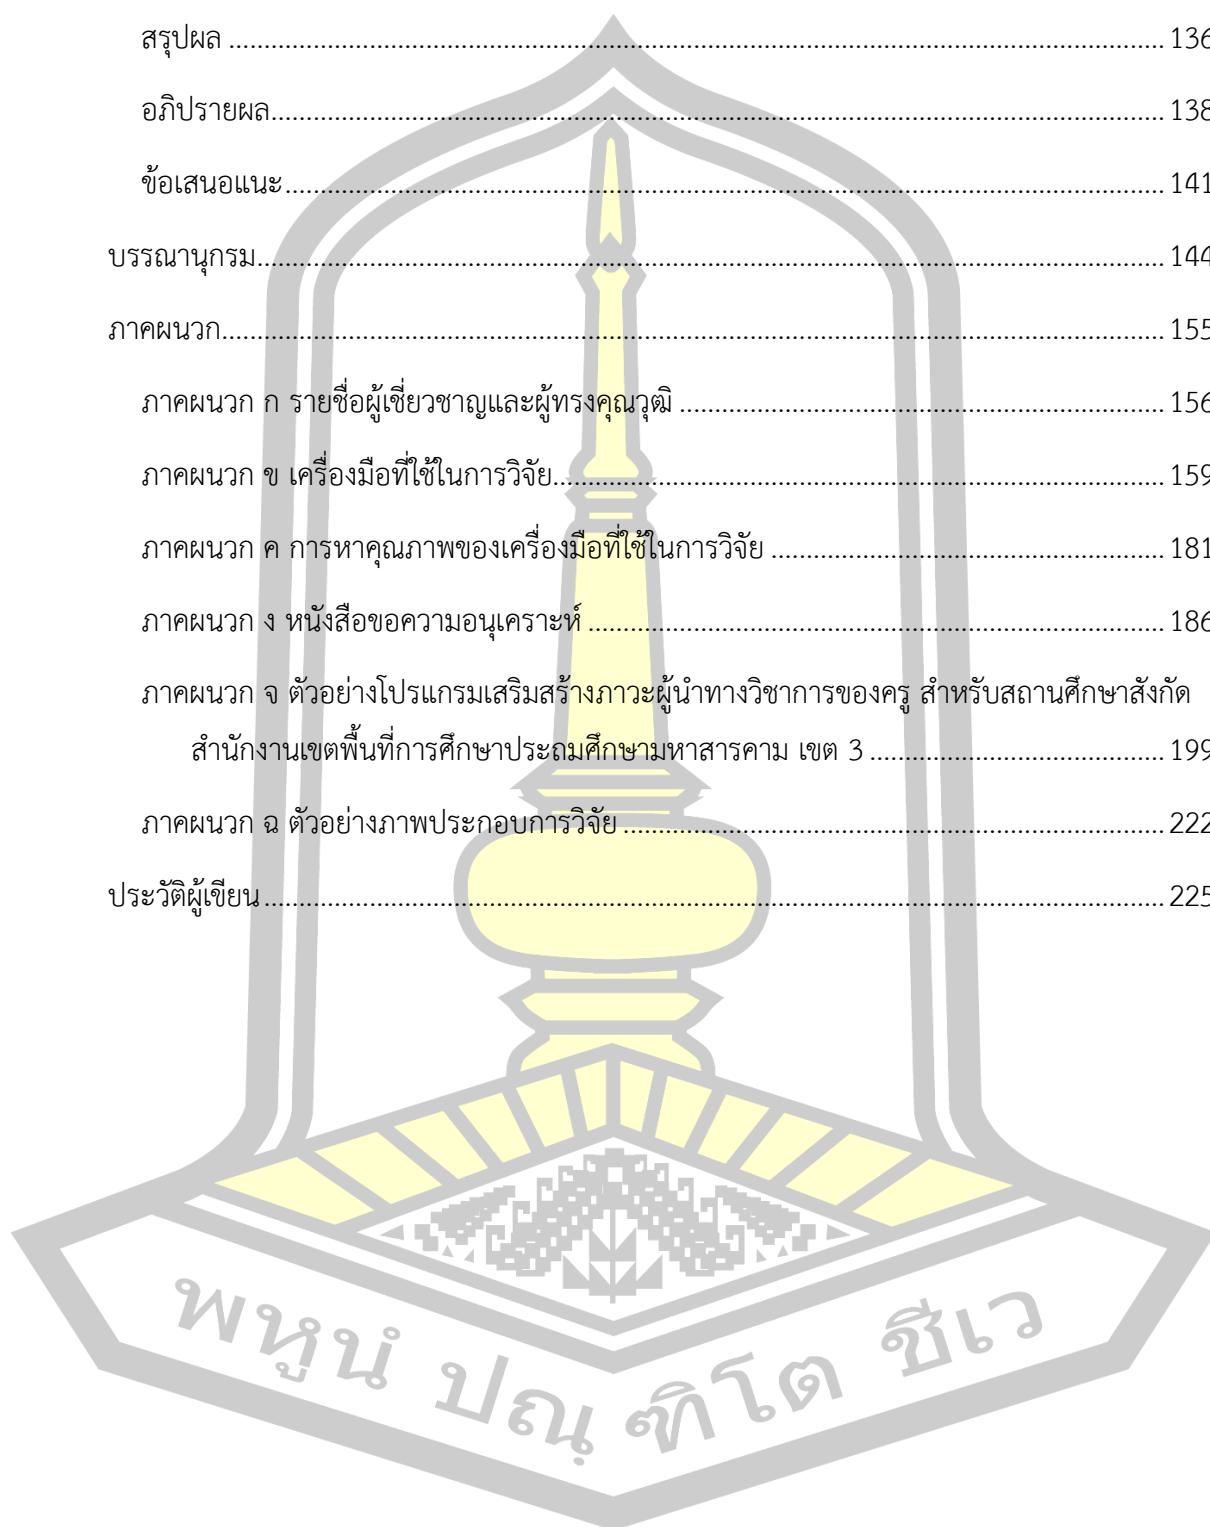 สรุปผล ........................................................................................................................ 136
อภิปรายผล................................................................................................................... 138
ข้อเสนอแนะ................................................................................................................. 141
บรรณานุกรม.................................................................................................................... 144
ภาคผนวก......................................................................................................................... 155
ภาคผนวก ก รายชื่อผู้เชี่ยวชาญและผู้ทรงคุณวุฒิ .............................................................. 156
ภาคผนวก ข เครื่องมือที่ใช้ในการวิจัย............................................................................... 159
ภาคผนวก ค การหาคุณภาพของเครื่องมือที่ใช้ในการวิจัย .................................................. 181
ภาคผนวก ง หนังสือขอความอนุเคราะห์ .......................................................................... 186
ภาคผนวก จ ตัวอย่างโปรแกรมเสริมสร้างภาวะผู้นำทางวิชาการของครู สำหรับสถานศึกษาสังกัด
สำนักงานเขตพื้นที่การศึกษาประถมศึกษามหาสารคาม เขต 3 ...................................... 199
ภาคผนวก ฉ ตัวอย่างภาพประกอบการวิจัย ..................................................................... 222
ประวัติผู้เขียน.................................................................................................................... 225
พหูนํ ปณฺฑิโต ชีเว